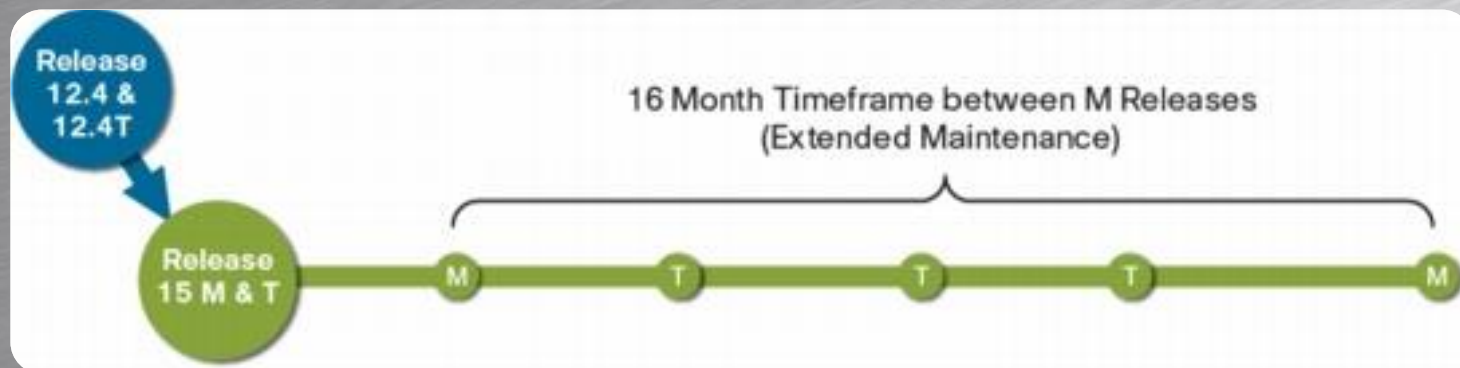 Release
12.4 &
12.4T
16 Month Timeframe between M Releases
(Extended Maintenance)
Release
15 M & T
M
T
T
T
M